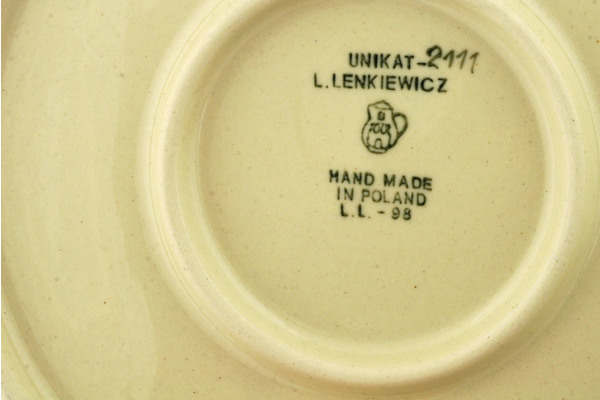 UNIKAT-2111
L.LENKIEWICZ
HAND MADE
IN POLAND
L.L. - 98